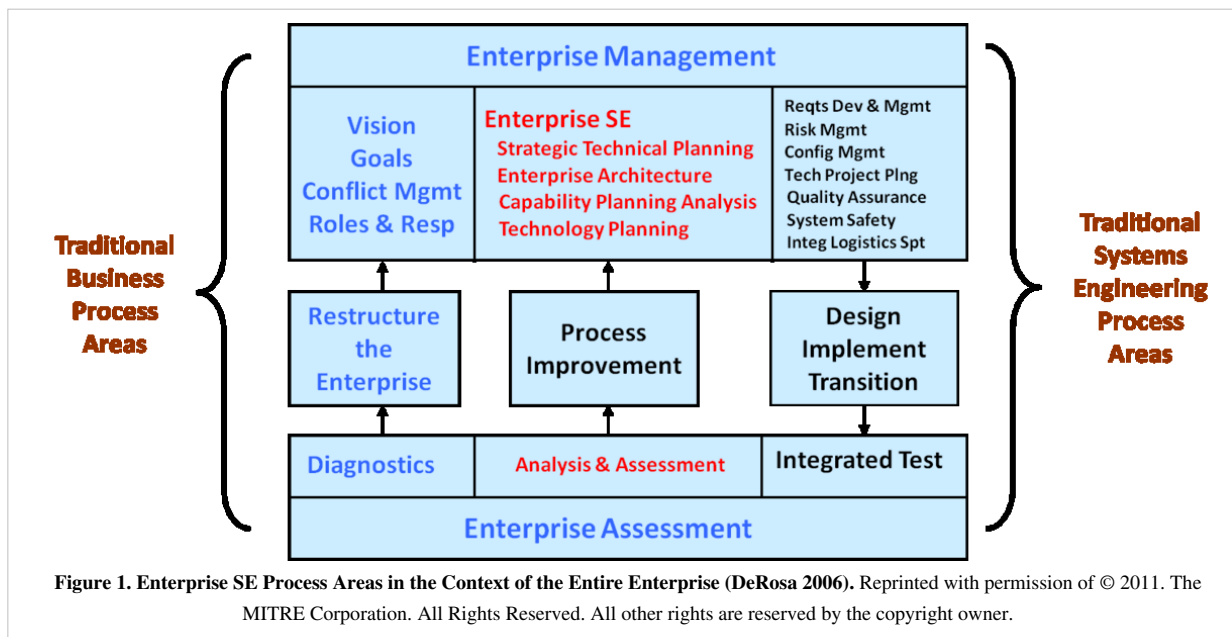 Enterprise Management
Vision
Goals
Conflict Mgmt
Roles & Resp
Enterprise SE
Strategic Technical Planning
Enterprise Architecture
Capability Planning Analysis
Technology Planning
Reqts Dev & Mgmt
Risk Mgmt
Config Mgmt
Tech Project Plng
Quality Assurance
System Safety
Integ Logistics Spt
Traditional
Business
Process
Areas
Traditional
Systems
Engineering
Process
Areas
Restructure
the
Enterprise
Process
Improvement
Design
Implement
Transition
Diagnostics
Analysis & Assessment
Integrated Test
Enterprise Assessment
Figure 1. Enterprise SE Process Areas in the Context of the Entire Enterprise (DeRosa 2006). Reprinted with permission of © 2011. The
MITRE Corporation. All Rights Reserved. All other rights are reserved by the copyright owner.